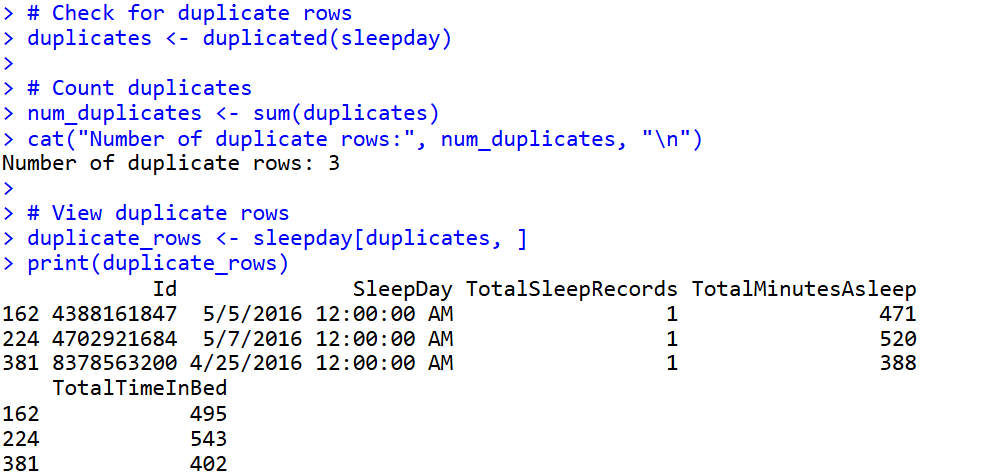 > # Check for duplicate rows
> duplicates <- duplicated(sleepday)
>
> # Count duplicates
> num_duplicates <- sum(duplicates)
> cat("Number of duplicate rows:", num_duplicates, "\n")
Number of duplicate rows: 3
>
> # View duplicate rows
> duplicate_rows <- sleepday[duplicates, ]
> print(duplicate_rows)
            Id              SleepDay TotalSleepRecords TotalMinutesAsleep
162 4388161847  5/5/2016 12:00:00 AM                 1                471
224 4702921684  5/7/2016 12:00:00 AM                 1                520
381 8378563200 4/25/2016 12:00:00 AM                 1                388
    TotalTimeInBed
162            495
224            543
381            402